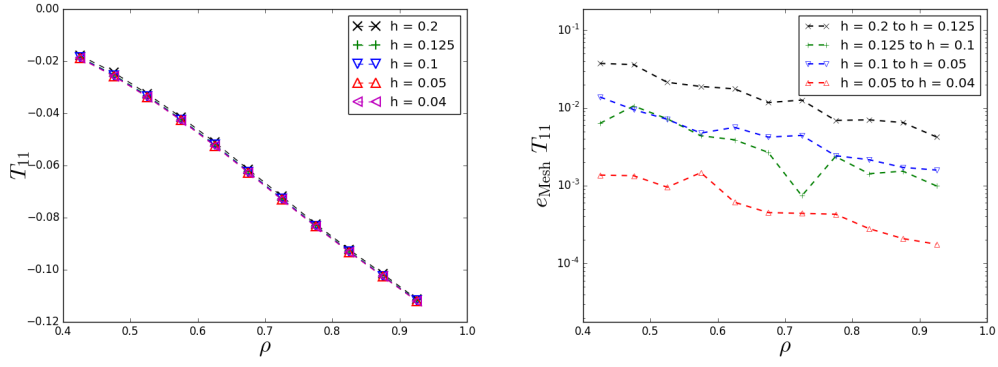 0.00
−0.02
−0.04
−0.06
−0.08
−0.10
−0.12
T₁₁
0.4 0.5 0.6 0.7 0.8 0.9 1.0
ρ
h = 0.2
h = 0.125
h = 0.1
h = 0.05
h = 0.04
10⁻¹
10⁻²
10⁻³
10⁻⁴
e_Mesh T₁₁
0.4 0.5 0.6 0.7 0.8 0.9 1.0
ρ
h = 0.2 to h = 0.125
h = 0.125 to h = 0.1
h = 0.1 to h = 0.05
h = 0.05 to h = 0.04